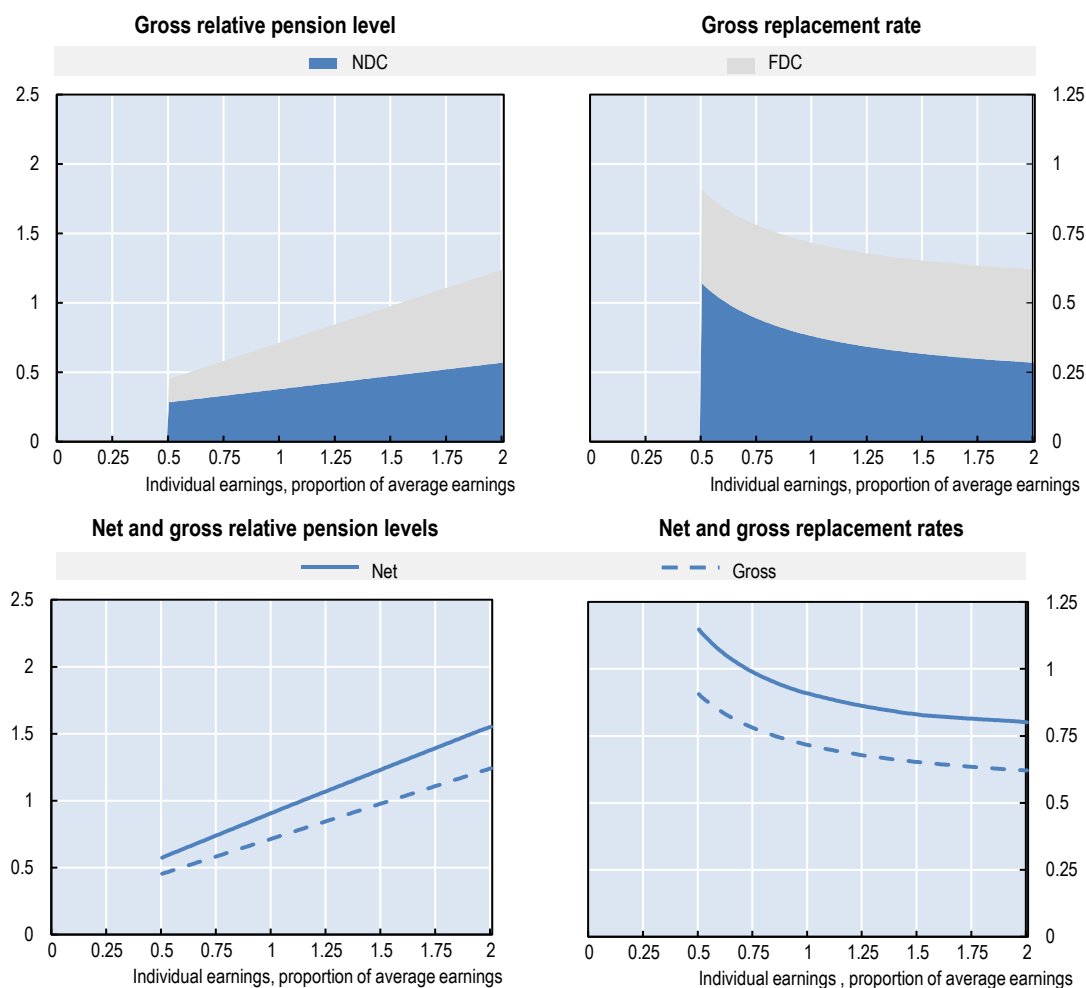 Gross relative pension level
Gross replacement rate
NDC
FDC
2.5
2
1.5
1
0.5
0
0 0.25 0.5 0.75 1 1.25 1.5 1.75 2
Individual earnings, proportion of average earnings
1.25
1
0.75
0.5
0.25
0
0 0.25 0.5 0.75 1 1.25 1.5 1.75 2
Individual earnings, proportion of average earnings
Net and gross relative pension levels
Net and gross replacement rates
Net
Gross
2.5
2
1.5
1
0.5
0
0 0.25 0.5 0.75 1 1.25 1.5 1.75 2
Individual earnings, proportion of average earnings
1.25
1
0.75
0.5
0.25
0
0 0.25 0.5 0.75 1 1.25 1.5 1.75 2
Individual earnings , proportion of average earnings